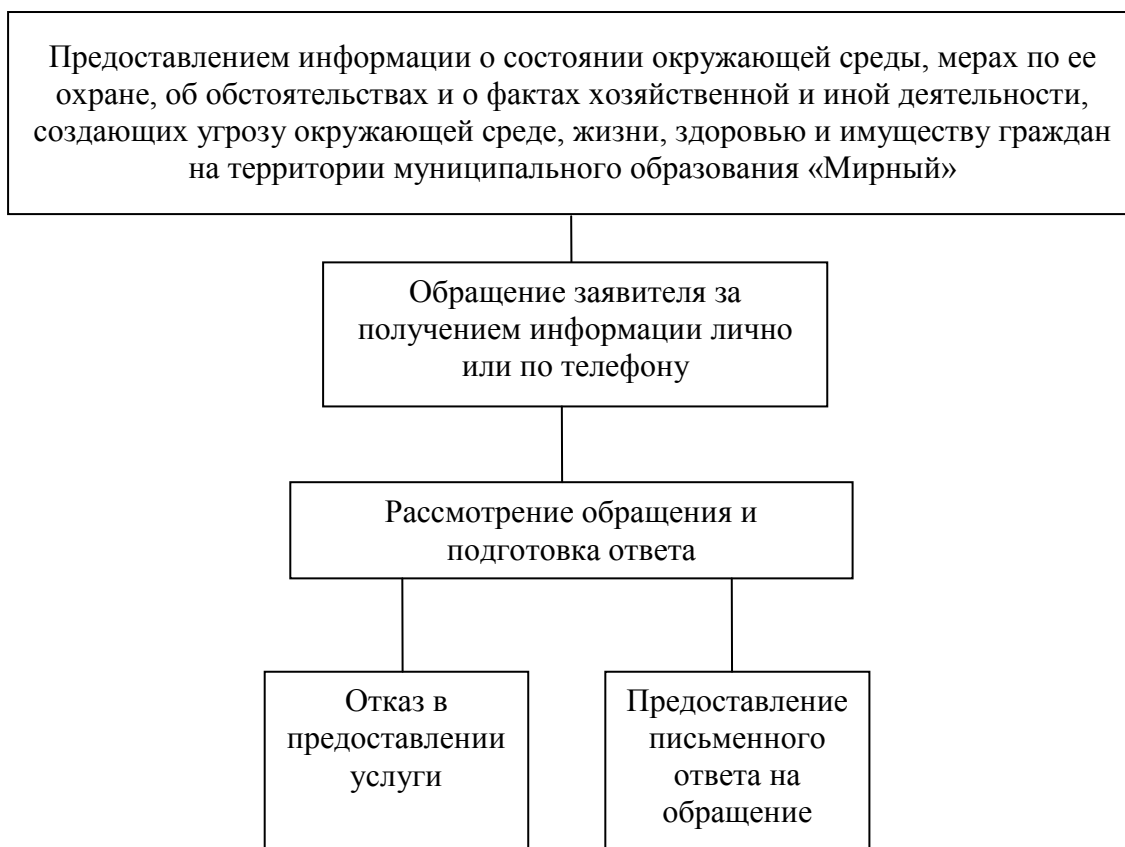 Предоставлением информации о состоянии окружающей среды, мерах по ее
охране, об обстоятельствах и о фактах хозяйственной и иной деятельности,
создающих угрозу окружающей среде, жизни, здоровью и имуществу граждан
на территории муниципального образования «Мирный»
Обращение заявителя за
получением информации лично
или по телефону
Рассмотрение обращения и
подготовка ответа
Отказ в
предоставлении
услуги
Предоставление
письменного
ответа на
обращение